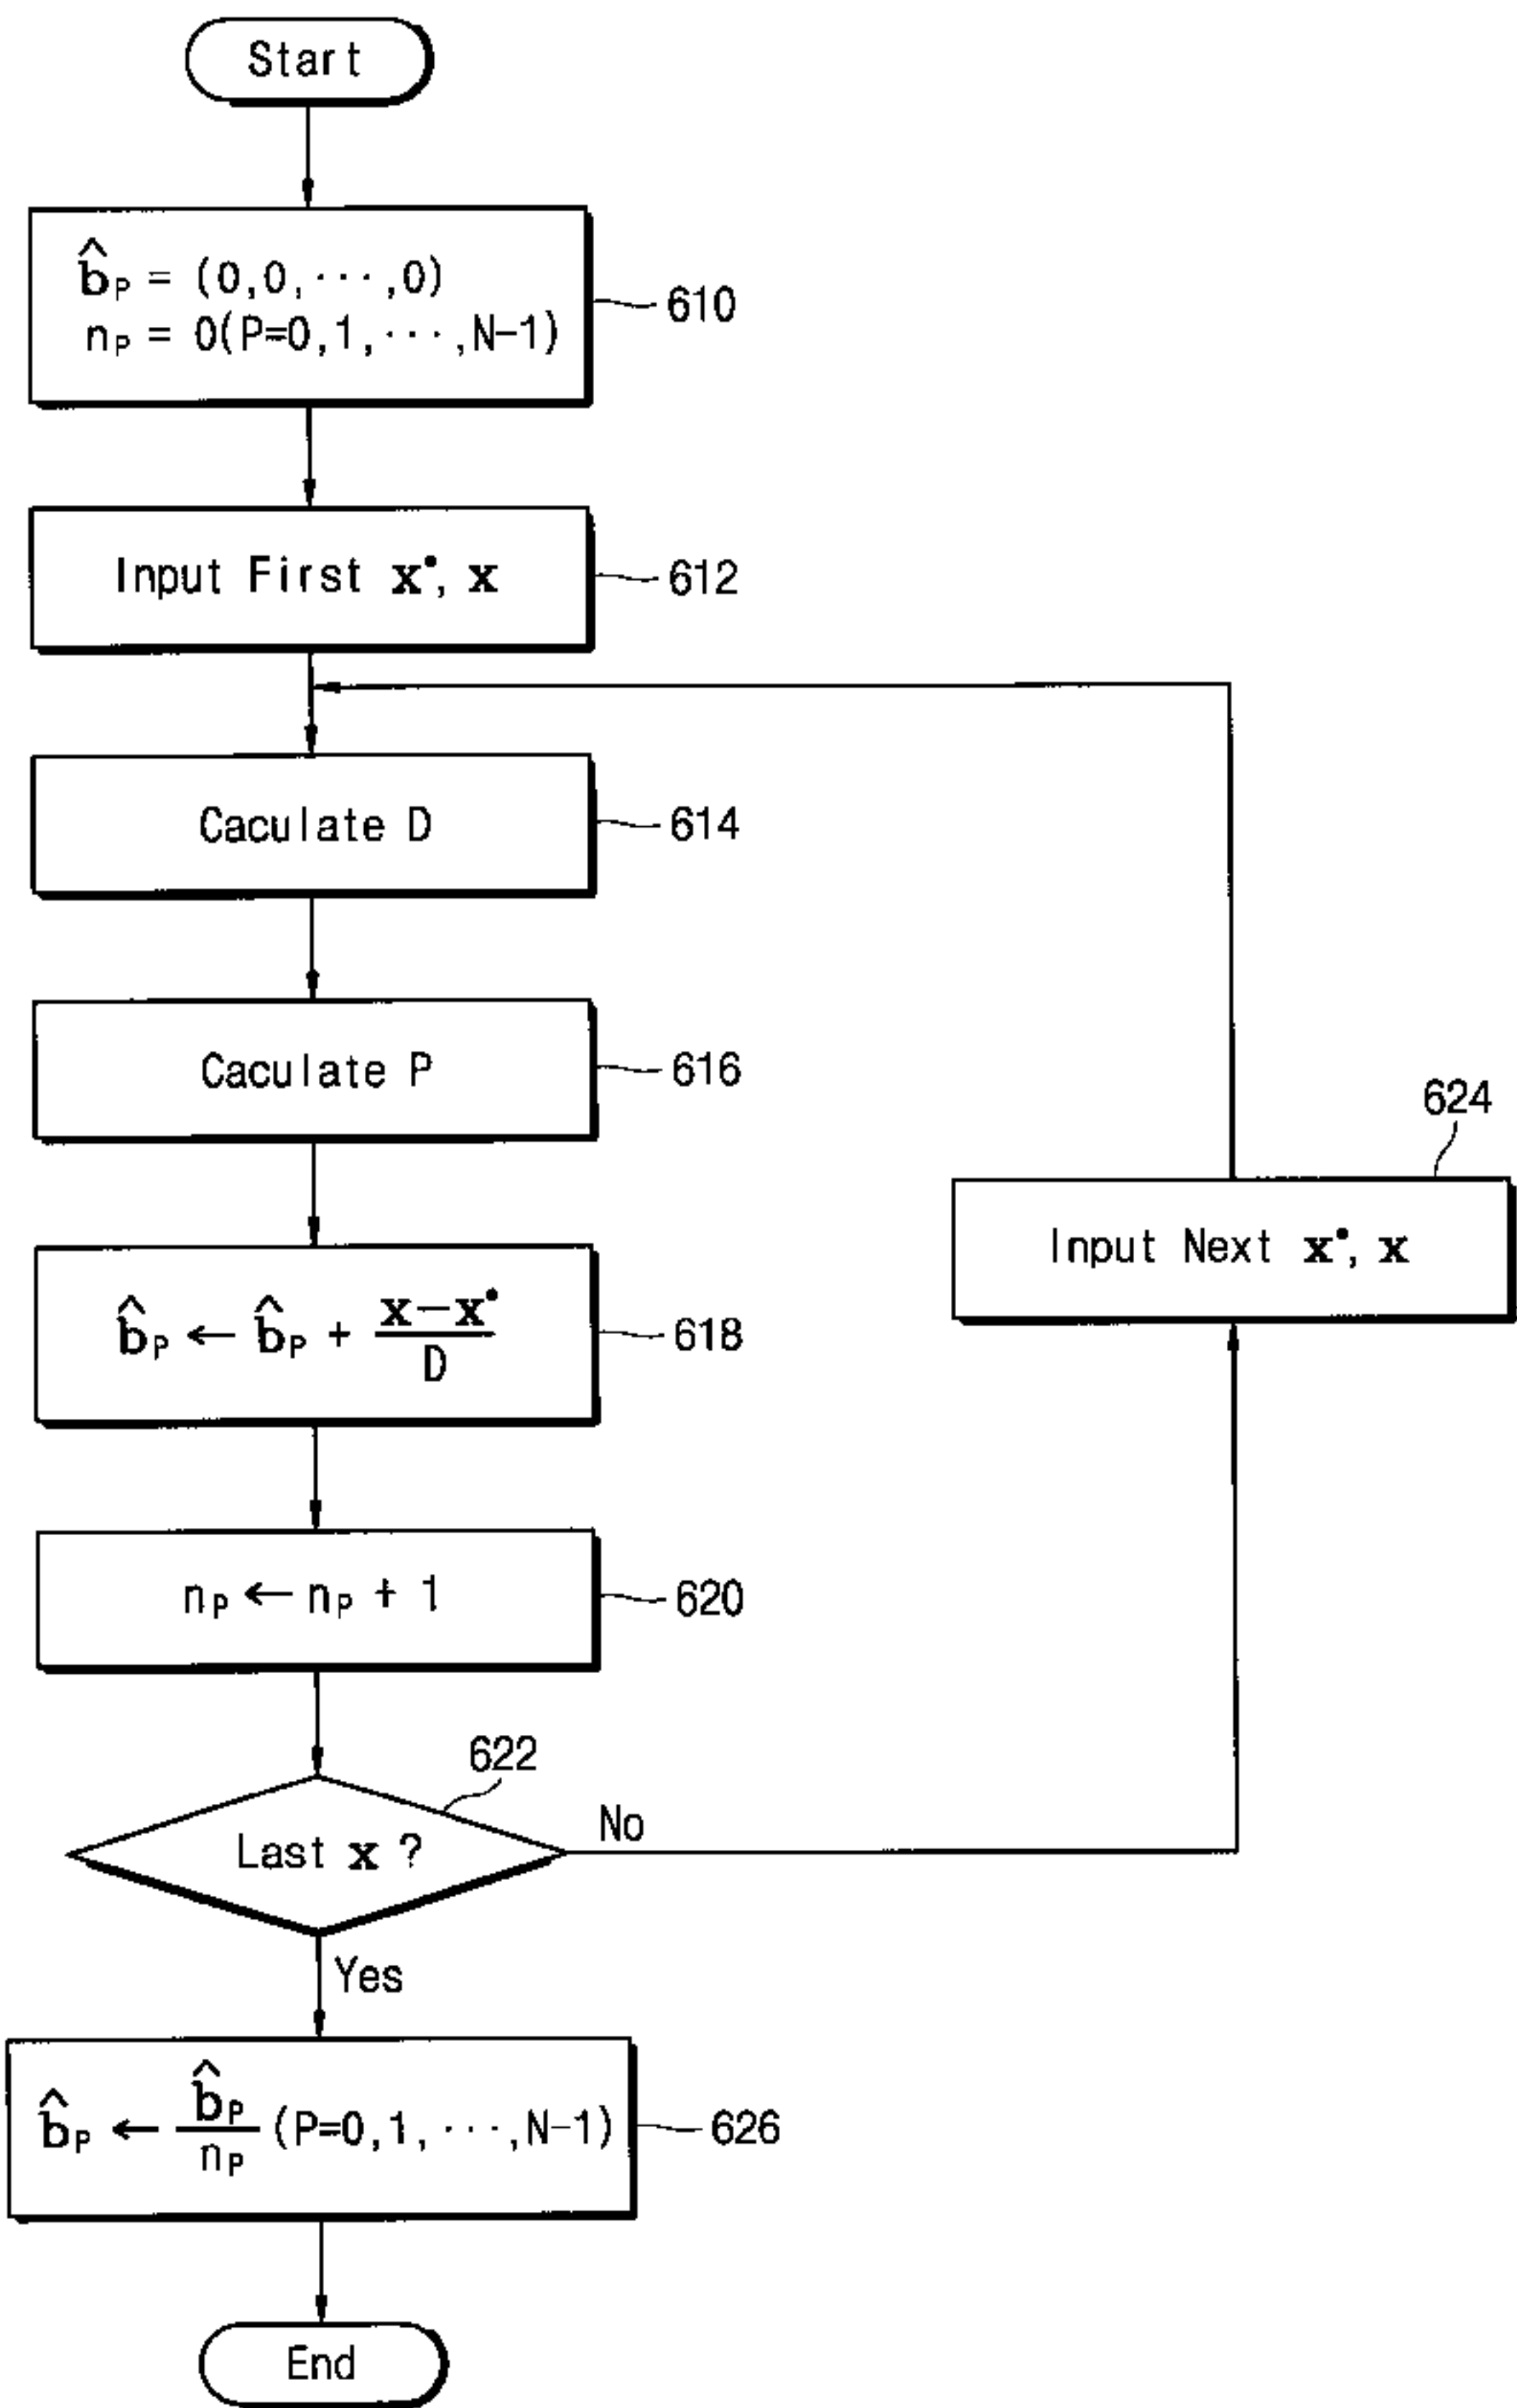 Start
b̂P = (0,0,···,0)
nP = 0(P=0,1,···,N-1)
610
Input First x•, x
612
Caculate D
614
Caculate P
616
624
Input Next x•, x
b̂P ← b̂P + x-x•/D
618
nP ← nP + 1
620
622
Last x ?
No
Yes
b̂P ← b̂P/nP (P=0,1,···,N-1)
626
End